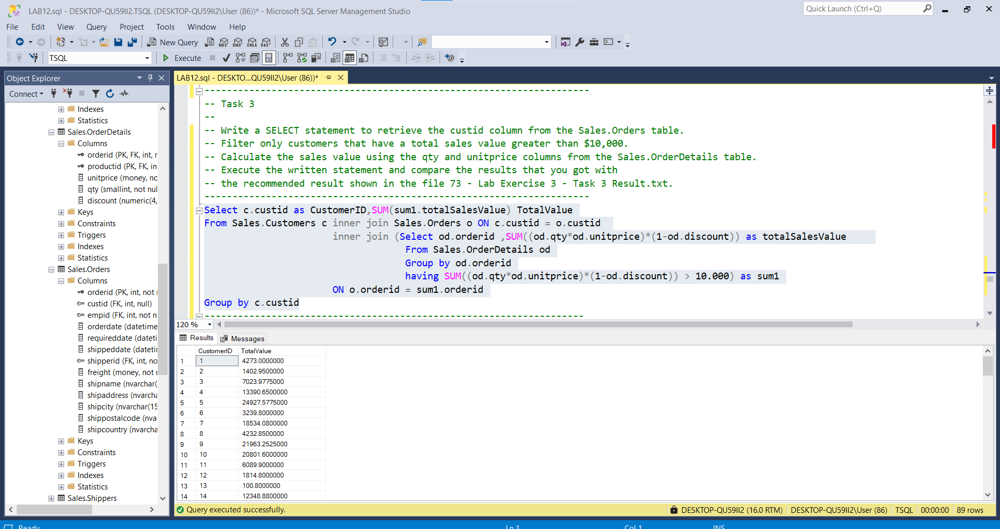 LAB12.sql - DESKTOP-QU59II2.TSQL (DESKTOP-QU59II2\User (86))* - Microsoft SQL Server Management Studio
Quick Launch (Ctrl+Q)
File Edit View Query Project Tools Window Help
New Query MDX DMX XMLA DAX
TSQL Execute
Object Explorer
Connect
Indexes
Statistics
Sales.OrderDetails
Columns
orderid (PK, FK, int, r
productid (PK, FK, in
unitprice (money, no
qty (smallint, not nul
discount (numeric(4,
Keys
Constraints
Triggers
Indexes
Statistics
Sales.Orders
Columns
orderid (PK, int, not
custid (FK, int, null)
empid (FK, int, not n
orderdate (datetime
requireddate (dateti
shippeddate (datetir
shipperid (FK, int, no
freight (money, not r
shipname (nvarchar(
shipaddress (nvarcha
shipcity (nvarchar(15
shippostalcode (nva
shipcountry (nvarcha
Keys
Constraints
Triggers
Indexes
Statistics
Sales.Shippers
LAB12.sql - DESKTO...QU59II2\User (86))*
---------------------------------------------------------------------
-- Task 3
--
-- Write a SELECT statement to retrieve the custid column from the Sales.Orders table.
-- Filter only customers that have a total sales value greater than $10,000.
-- Calculate the sales value using the qty and unitprice columns from the Sales.OrderDetails table.
-- Execute the written statement and compare the results that you got with
-- the recommended result shown in the file 73 - Lab Exercise 3 - Task 3 Result.txt.
---------------------------------------------------------------------
Select c.custid as CustomerID,SUM(sum1.totalSalesValue) TotalValue
From Sales.Customers c inner join Sales.Orders o ON c.custid = o.custid
inner join (Select od.orderid ,SUM((od.qty*od.unitprice)*(1-od.discount)) as totalSalesValue
From Sales.OrderDetails od
Group by od.orderid
having SUM((od.qty*od.unitprice)*(1-od.discount)) > 10.000) as sum1
ON o.orderid = sum1.orderid
Group by c.custid
--------------------------------------------------------------------
120 %
Results Messages
CustomerID TotalValue
1 1 4273.0000000
2 2 1402.9500000
3 3 7023.9775000
4 4 13390.6500000
5 5 24927.5775000
6 6 3239.8000000
7 7 18534.0800000
8 8 4232.8500000
9 9 21963.2525000
10 10 20801.6000000
11 11 6089.9000000
12 12 1814.8000000
13 13 100.8000000
14 14 12348.8800000
Query executed successfully. DESKTOP-QU59II2 (16.0 RTM) DESKTOP-QU59II2\User (86) TSQL 00:00:00 89 rows
Ready Ln 1 Col 1 INS